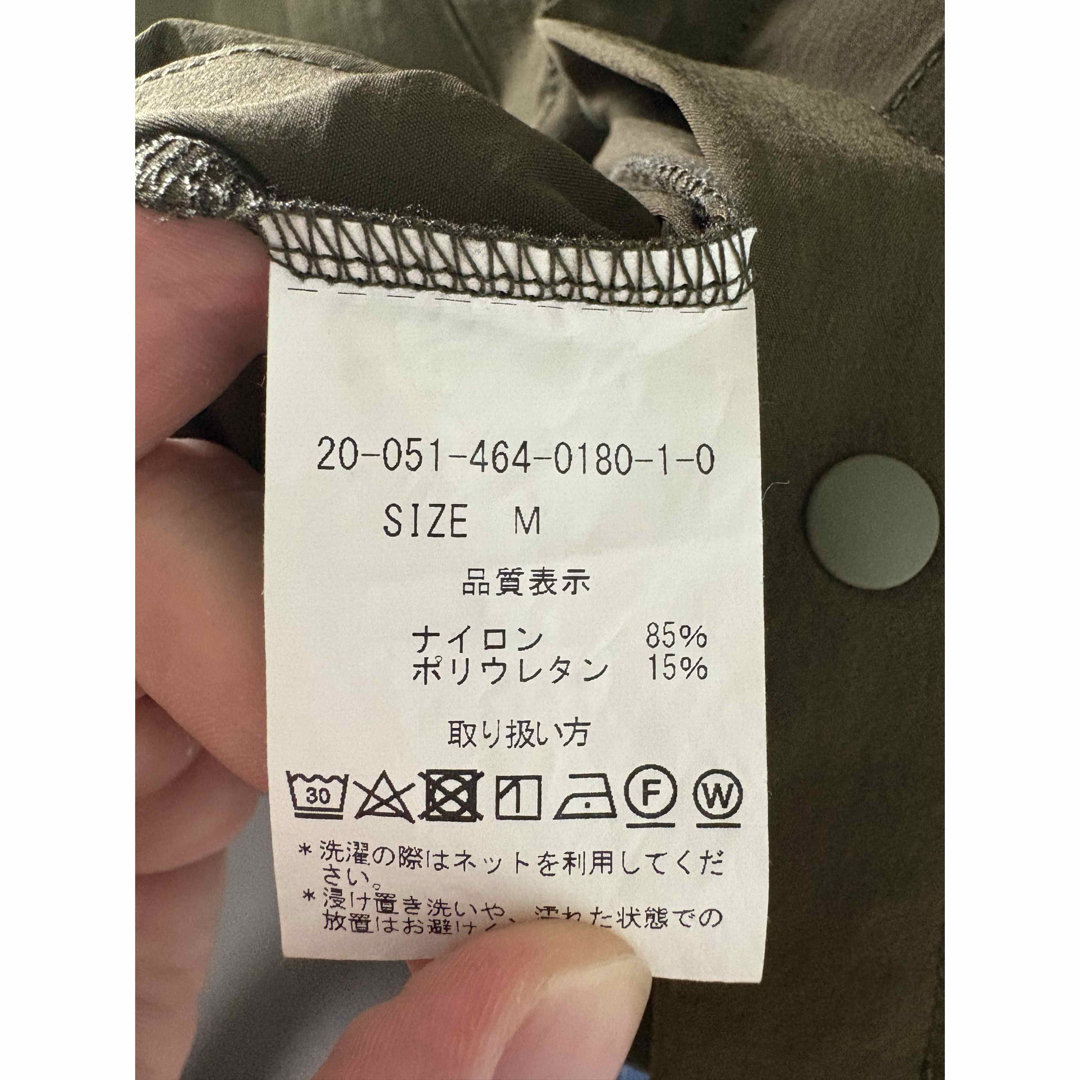 20-051-464-0180-1-0
SIZE M
品質表示
ナイロン 85%
ポリウレタン 15%
取り扱い方
30 F W
*洗濯の際はネットを利用してくだ
さい。
*浸け置き洗いや、濡れた状態での
放置はお避け